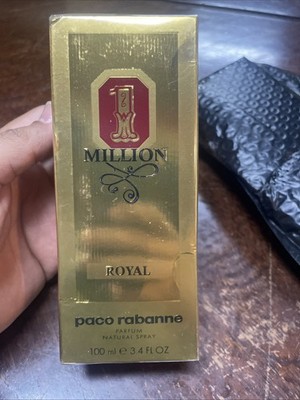 1
MILLION
ROYAL
paco rabanne
PARFUM
NATURAL SPRAY
100 ml e 3.4 FL OZ